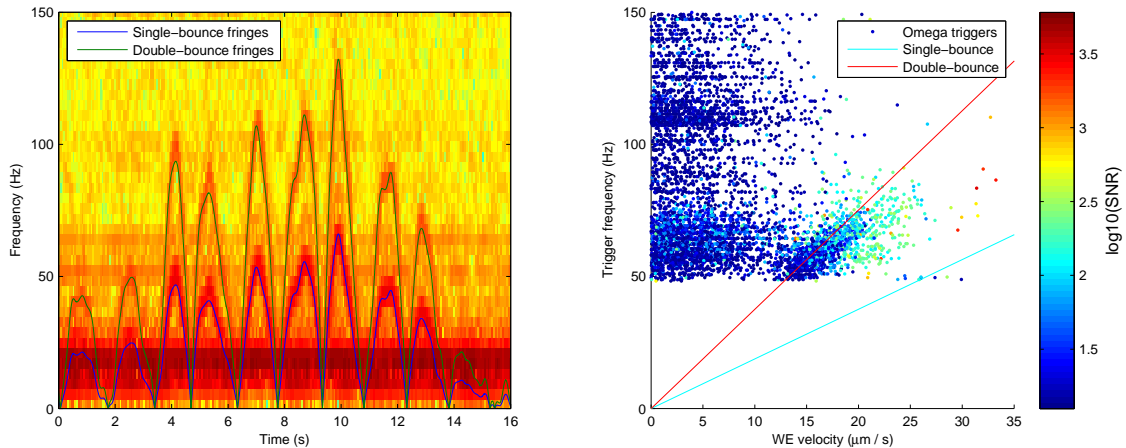 150
100
50
0
Frequency (Hz)
Single−bounce fringes
Double−bounce fringes
0 2 4 6 8 10 12 14 16
Time (s)
150
100
50
0
Trigger frequency (Hz)
Omega triggers
Single−bounce
Double−bounce
0 5 10 15 20 25 30 35
WE velocity (μm / s)
3.5
3
2.5
2
1.5
log10(SNR)